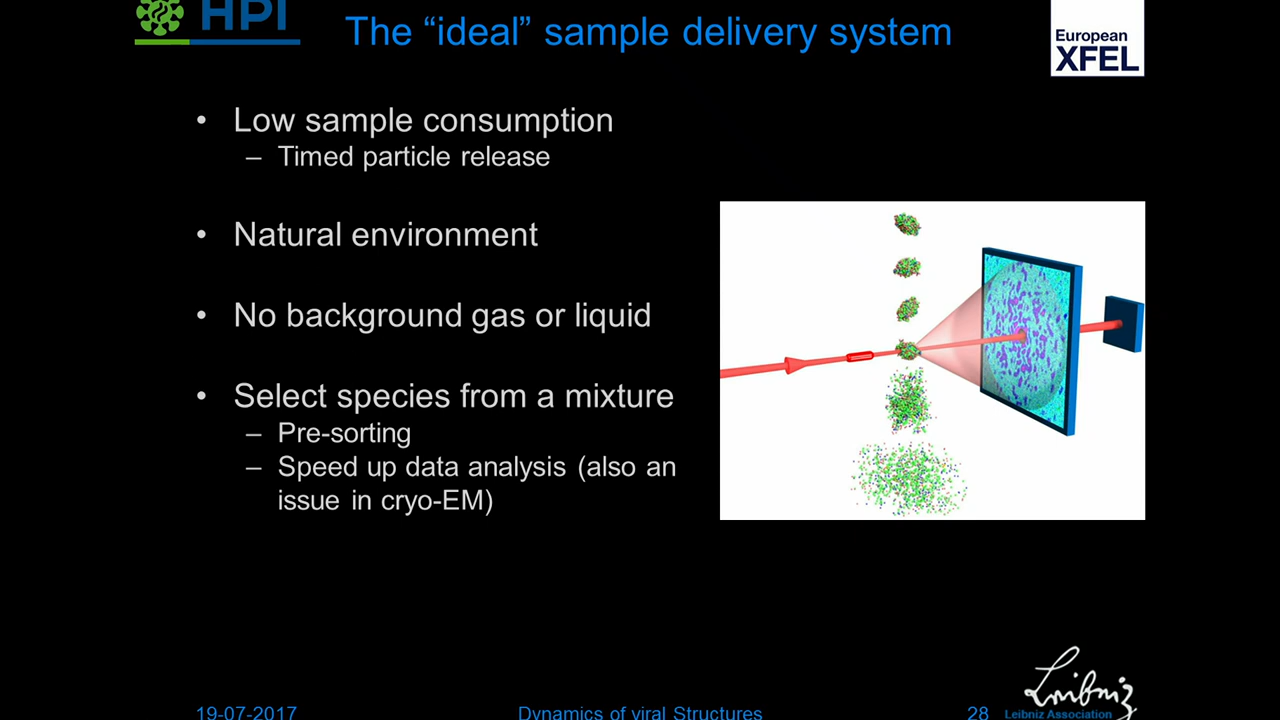 HPI
The “ideal” sample delivery system
European
XFEL
• Low sample consumption
– Timed particle release
• Natural environment
• No background gas or liquid
• Select species from a mixture
– Pre-sorting
– Speed up data analysis (also an
issue in cryo-EM)
Leibniz
19-07-2017
Dynamics of viral Structures
28
Leibniz Association